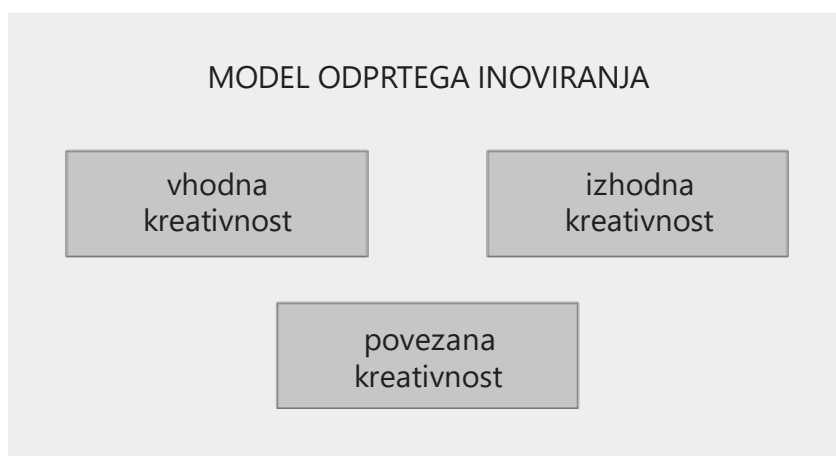 MODEL ODPRTEGA INOVIRANJA
vhodna
kreativnost
izhodna
kreativnost
povezana
kreativnost